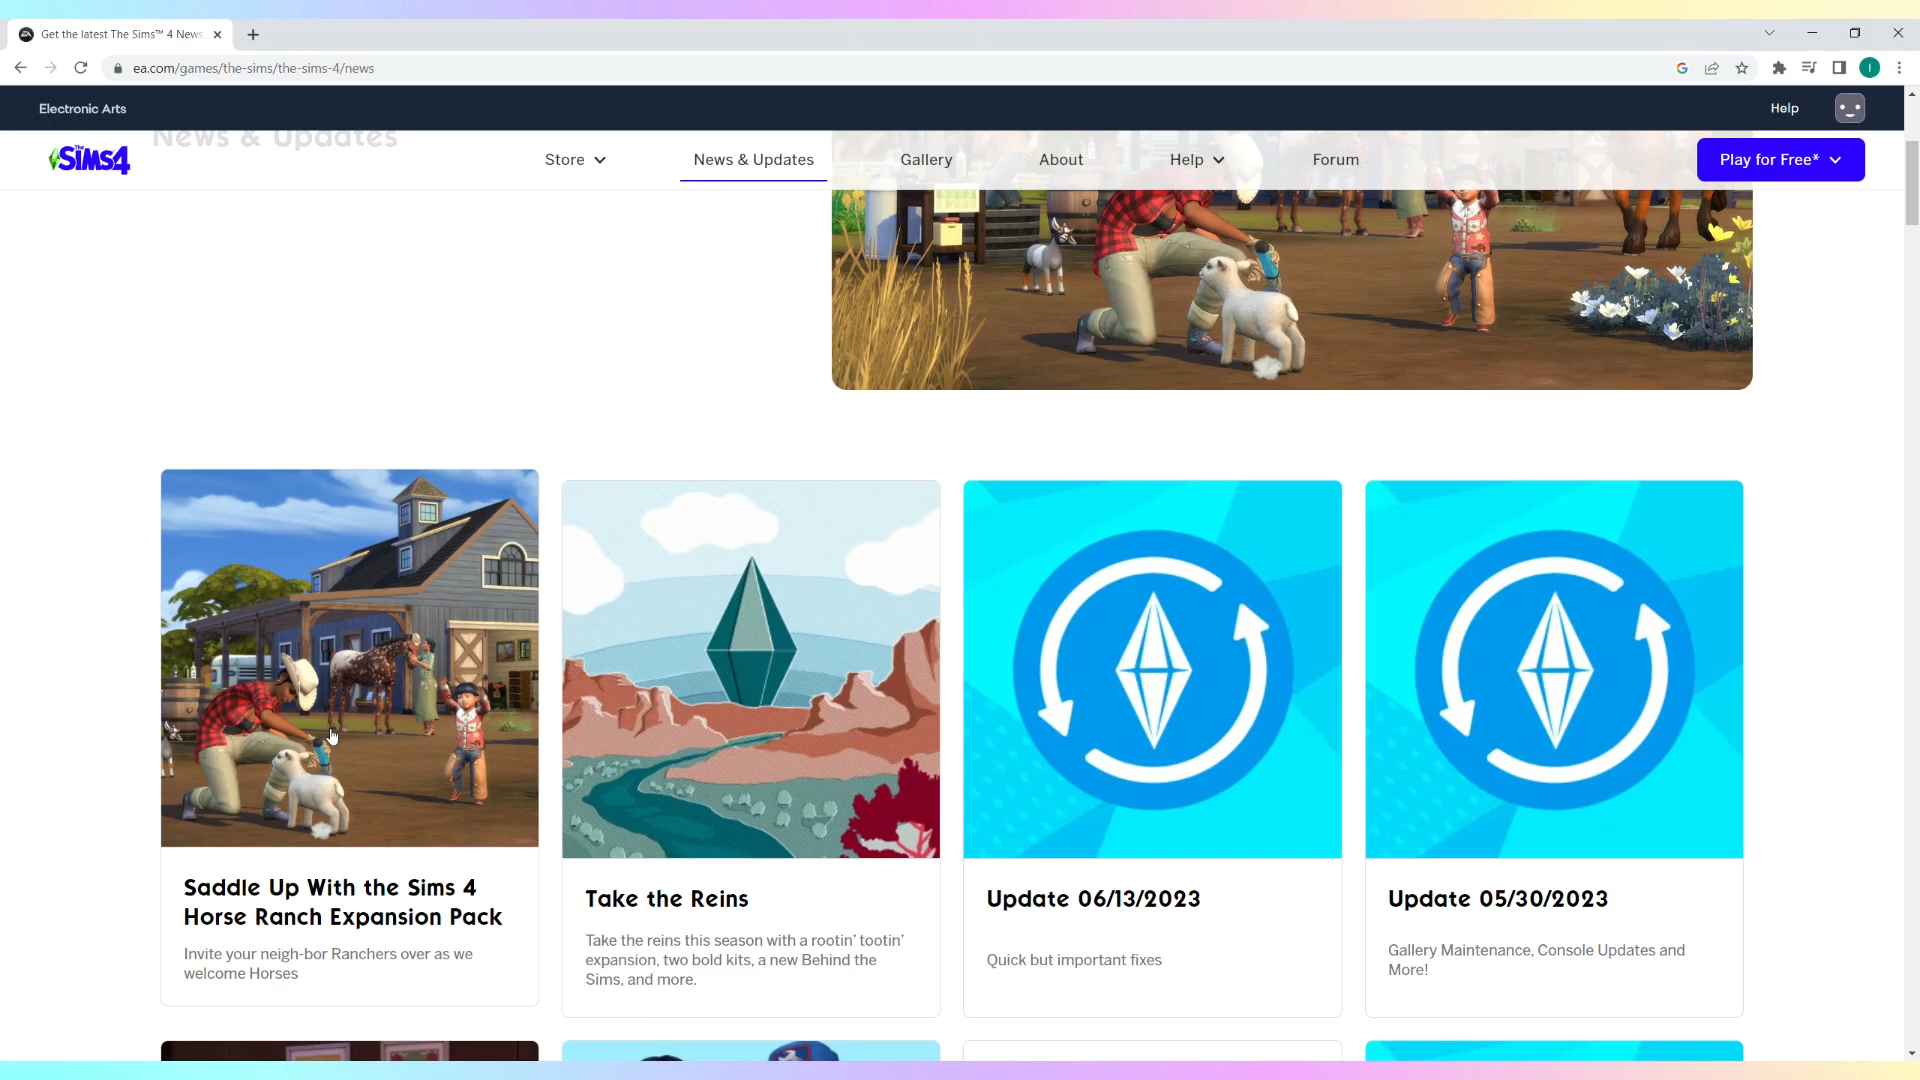 Get the latest The Sims™ 4 News
ea.com/games/the-sims/the-sims-4/news
I
Electronic Arts
Help
News & Updates
The Sims 4
Store
News & Updates
Gallery
About
Help
Forum
Play for Free*
Saddle Up With the Sims 4
Horse Ranch Expansion Pack
Invite your neigh-bor Ranchers over as we
welcome Horses
Take the Reins
Take the reins this season with a rootin’ tootin’
expansion, two bold kits, a new Behind the
Sims, and more.
Update 06/13/2023
Quick but important fixes
Update 05/30/2023
Gallery Maintenance, Console Updates and
More!